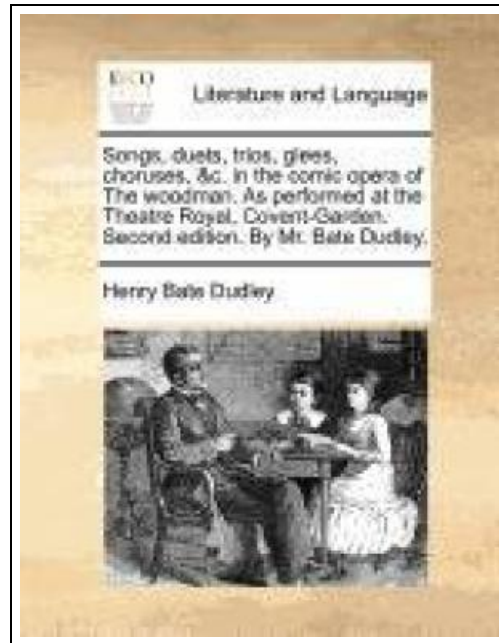 ECCO
Literature and Language
Songs, duets, trios, glees,
choruses, &c. in the comic opera of
The woodman. As performed at the
Theatre Royal, Covent-Garden.
Second edition. By Mr. Bate Dudley.
Henry Bate Dudley